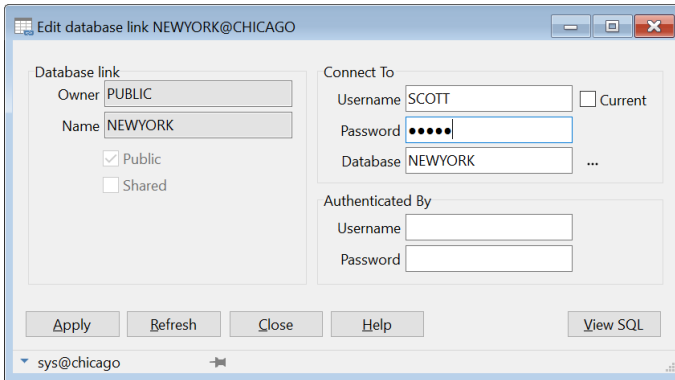 Edit database link NEWYORK@CHICAGO
Database link
Owner PUBLIC
Name NEWYORK
Public
Shared
Connect To
Username SCOTT
Current
Password •••••
Database NEWYORK ...
Authenticated By
Username
Password
Apply Refresh Close Help View SQL
sys@chicago